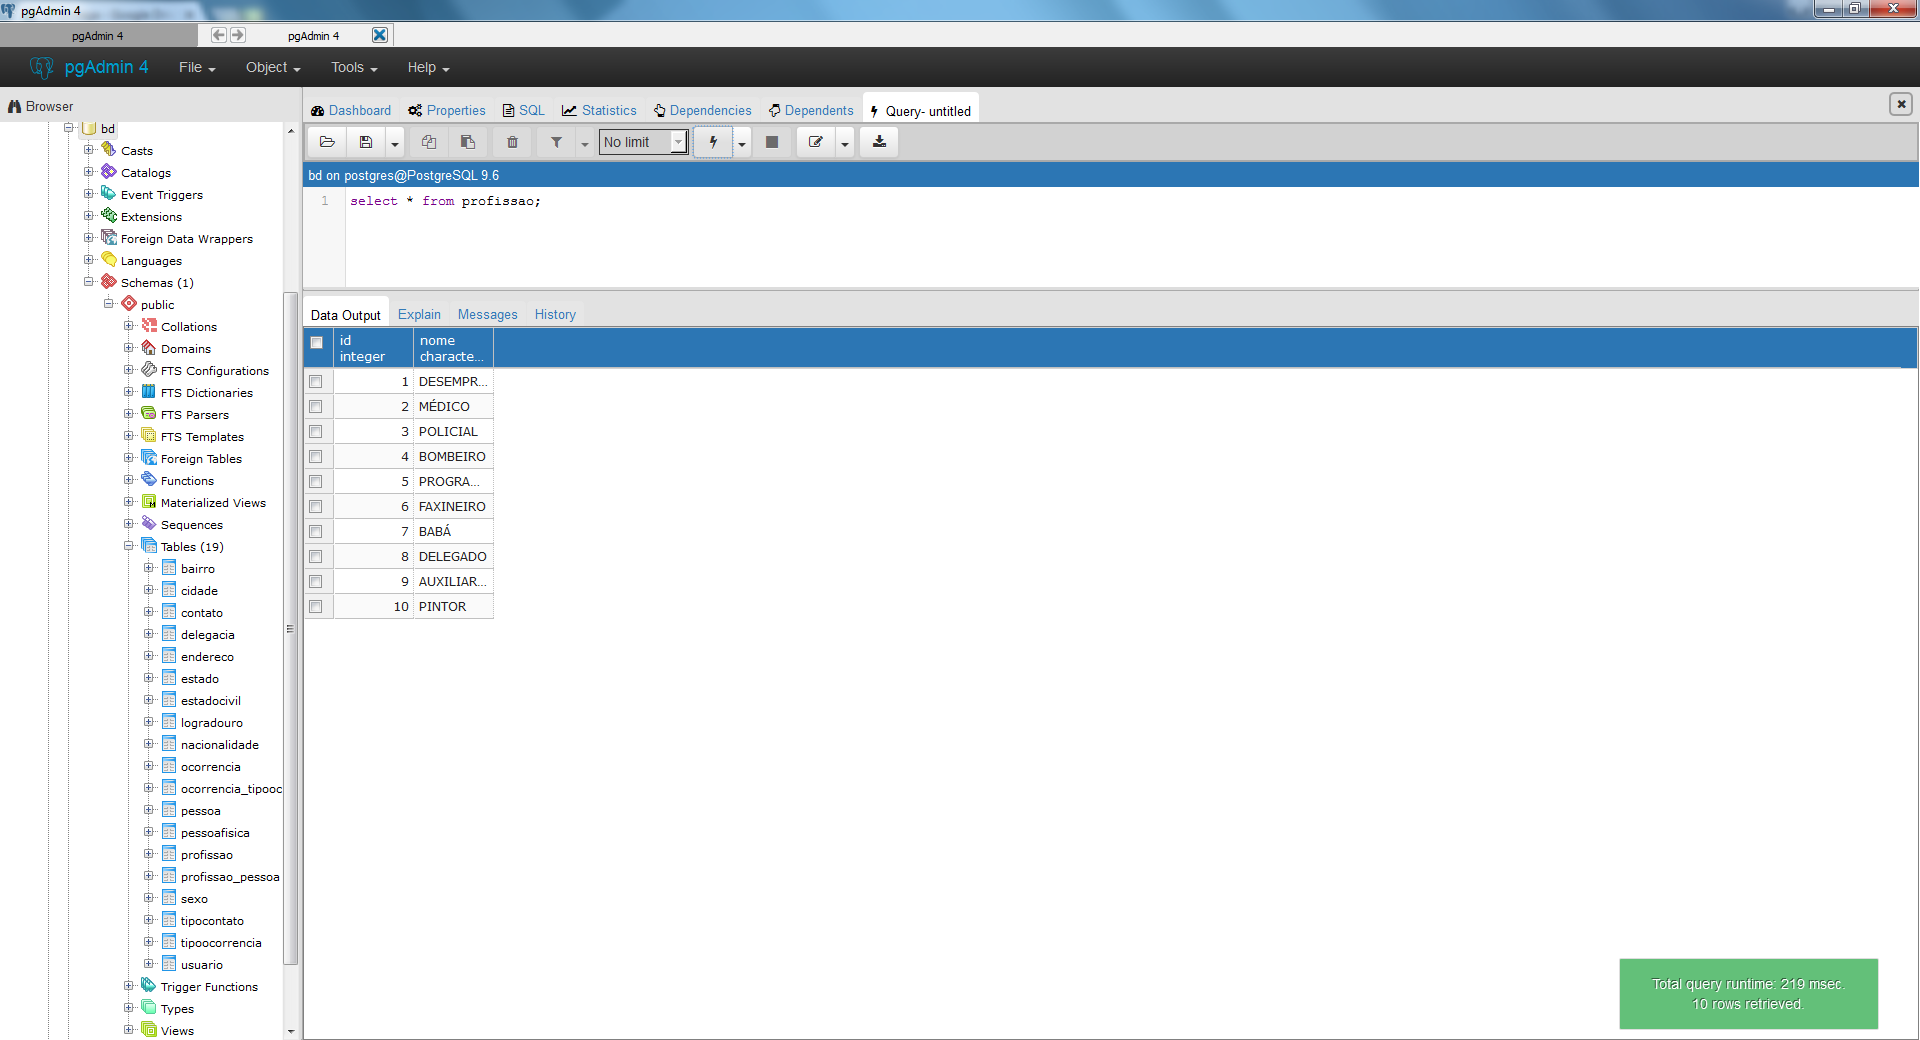 pgAdmin 4
pgAdmin 4
pgAdmin 4
pgAdmin 4 File Object Tools Help
Browser
bd
Casts
Catalogs
Event Triggers
Extensions
Foreign Data Wrappers
Languages
Schemas (1)
public
Collations
Domains
FTS Configurations
FTS Dictionaries
FTS Parsers
FTS Templates
Foreign Tables
Functions
Materialized Views
Sequences
Tables (19)
bairro
cidade
contato
delegacia
endereco
estado
estadocivil
logradouro
nacionalidade
ocorrencia
ocorrencia_tipooc
pessoa
pessoafisica
profissao
profissao_pessoa
sexo
tipocontato
tipoocorrencia
usuario
Trigger Functions
Types
Views
Dashboard Properties SQL Statistics Dependencies Dependents Query- untitled
No limit
bd on postgres@PostgreSQL 9.6
1 select * from profissao;
Data Output Explain Messages History
id nome
integer characte...
1 DESEMPR...
2 MÉDICO
3 POLICIAL
4 BOMBEIRO
5 PROGRA...
6 FAXINEIRO
7 BABÁ
8 DELEGADO
9 AUXILIAR...
10 PINTOR
Total query runtime: 219 msec.
10 rows retrieved.